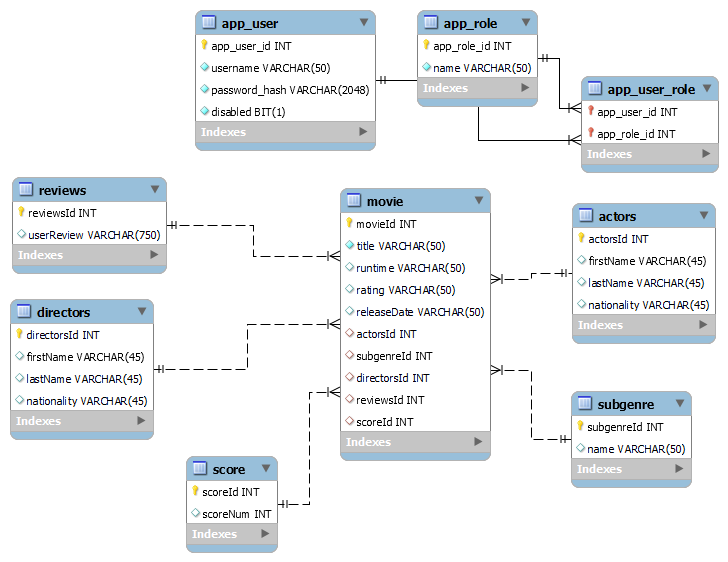 app_user
app_user_id INT
username VARCHAR(50)
password_hash VARCHAR(2048)
disabled BIT(1)
Indexes
app_role
app_role_id INT
name VARCHAR(50)
Indexes
app_user_role
app_user_id INT
app_role_id INT
Indexes
reviews
reviewsId INT
userReview VARCHAR(750)
Indexes
movie
movieId INT
title VARCHAR(50)
runtime VARCHAR(50)
rating VARCHAR(50)
releaseDate VARCHAR(50)
actorsId INT
subgenreId INT
directorsId INT
reviewsId INT
scoreId INT
Indexes
actors
actorsId INT
firstName VARCHAR(45)
lastName VARCHAR(45)
nationality VARCHAR(45)
Indexes
directors
directorsId INT
firstName VARCHAR(45)
lastName VARCHAR(45)
nationality VARCHAR(45)
Indexes
subgenre
subgenreId INT
name VARCHAR(50)
Indexes
score
scoreId INT
scoreNum INT
Indexes